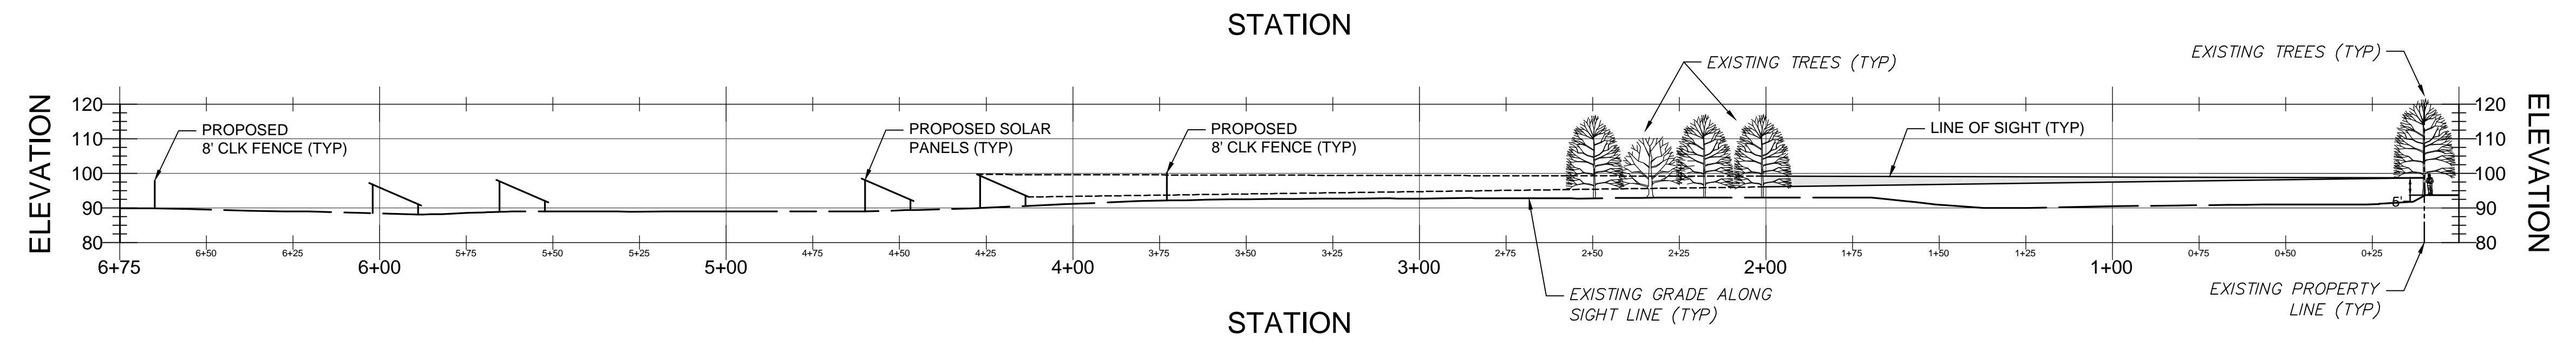 STATION
EXISTING TREES (TYP)
EXISTING TREES (TYP)
ELEVATION
120
110
100
90
80
PROPOSED
8' CLK FENCE (TYP)
PROPOSED SOLAR
PANELS (TYP)
PROPOSED
8' CLK FENCE (TYP)
LINE OF SIGHT (TYP)
5'
120
110
100
90
80
ELEVATION
6+75
6+50
6+25
6+00
5+75
5+50
5+25
5+00
4+75
4+50
4+25
4+00
3+75
3+50
3+25
3+00
2+75
2+50
2+25
2+00
1+75
1+50
1+25
1+00
0+75
0+50
0+25
EXISTING GRADE ALONG
SIGHT LINE (TYP)
EXISTING PROPERTY
LINE (TYP)
STATION